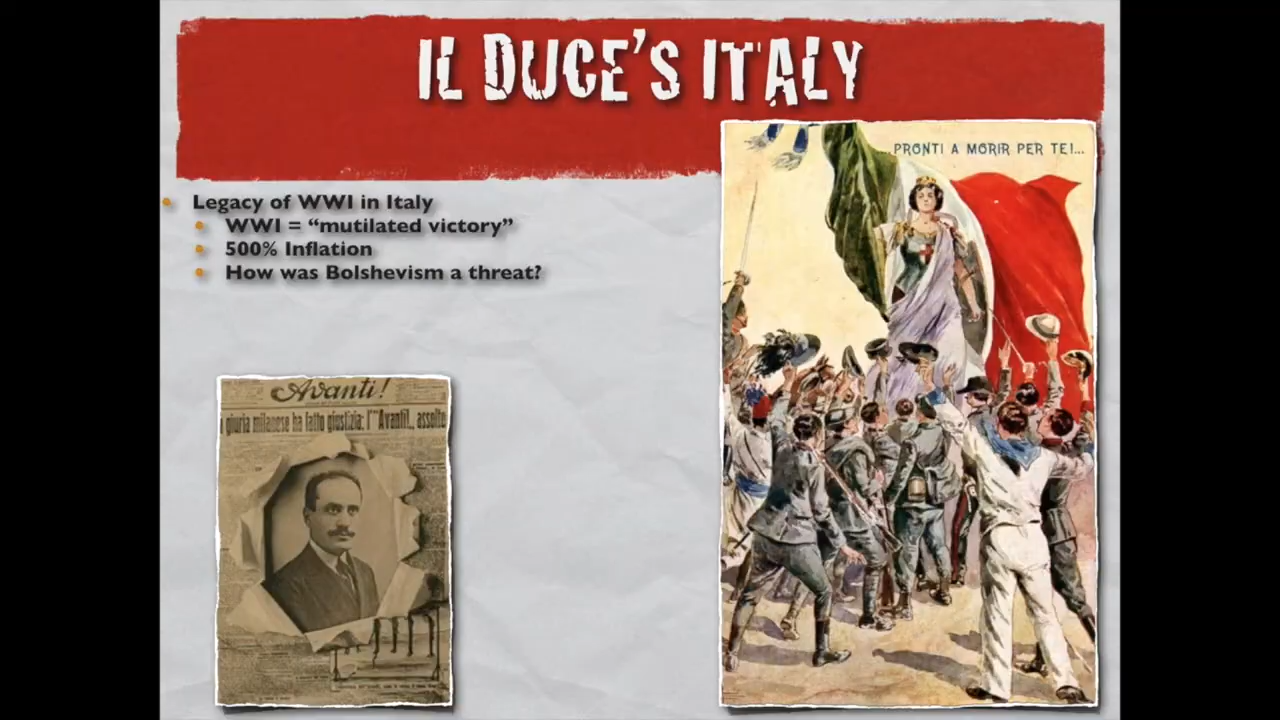 IL DUCE'S ITALY
PRONTI A MORIR PER TE!...
Legacy of WWI in Italy
WWI = “mutilated victory”
500% Inflation
How was Bolshevism a threat?
Avanti!
giuria milanese ha fatto giustizia: l'"Avanti!,, assolto